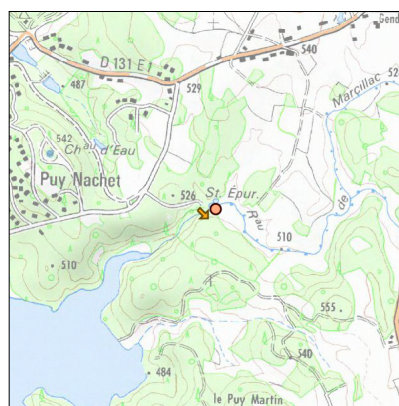 Gend
540
D 131 E1
487
529
Marcillac
52
542
Chau d'Eau
Puy Nachet
526
St. Épur.
Rau
de
510
510
555
540
484
le Puy Martin